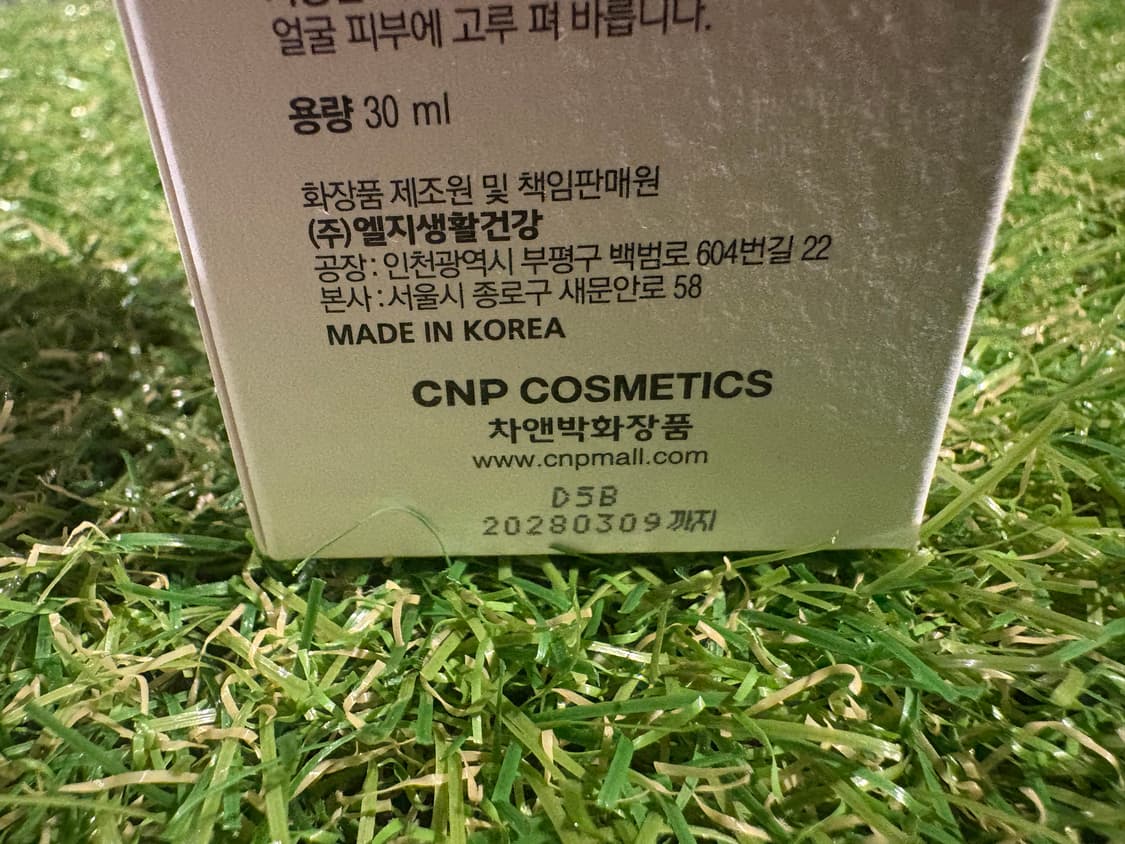 얼굴 피부에 고루 펴 바릅니다.
용량 30 ml
화장품 제조원 및 책임판매원
(주)엘지생활건강
공장 : 인천광역시 부평구 백범로 604번길 22
본사 : 서울시 종로구 새문안로 58
MADE IN KOREA
CNP COSMETICS
차앤박화장품
www.cnpmall.com
D5B
20280309까지